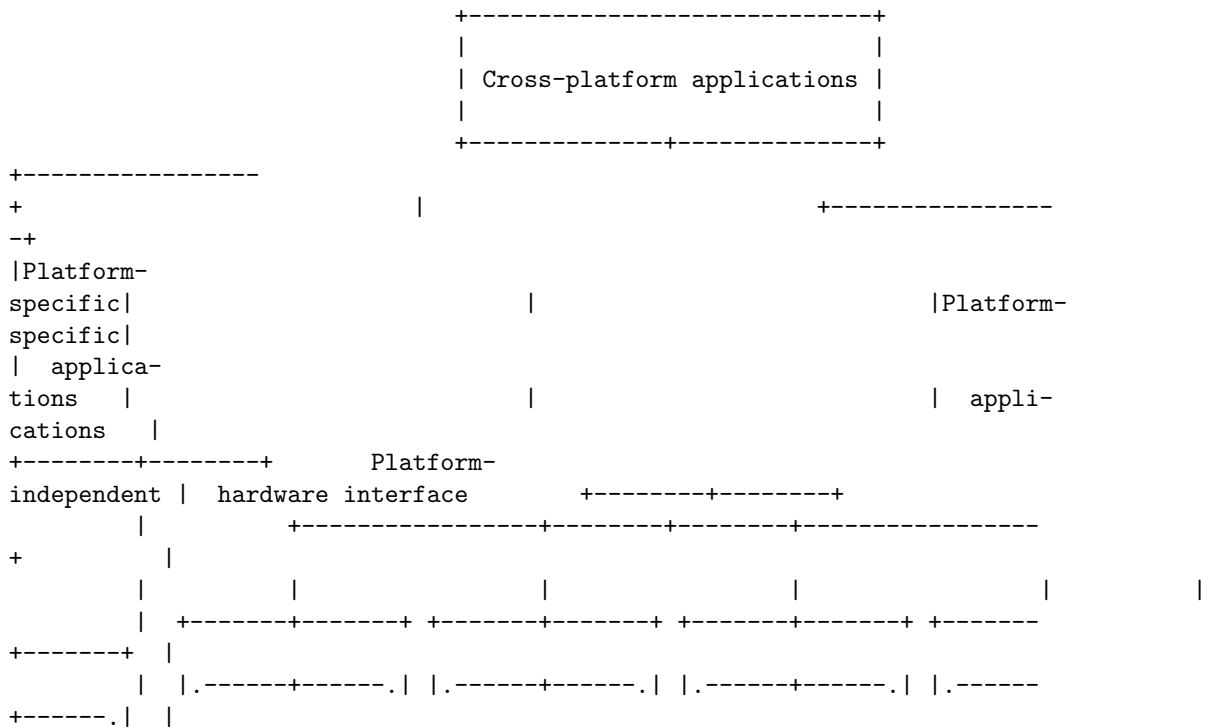 +-----------------------------+
                                |                             |
                                | Cross-platform applications |
                                |                             |
                                +--------------+--------------+
+-----------------
+                            |                            +----------------
-+
|Platform-
specific|                            |                            |Platform-
specific|
|  applica-
tions   |                            |                            |  appli-
cations   |
+--------+--------+       Platform-
independent |  hardware interface        +--------+--------+
         |          +-----------------+--------+--------+-----------------
+          |
         |          |                 |                 |                 |          |
         |  +-------+-------+ +-------+-------+ +-------+-------+ +-------
+-------+  |
         |  |.------+------.| |.------+------.| |.------+------.| |.------
+------.|  |